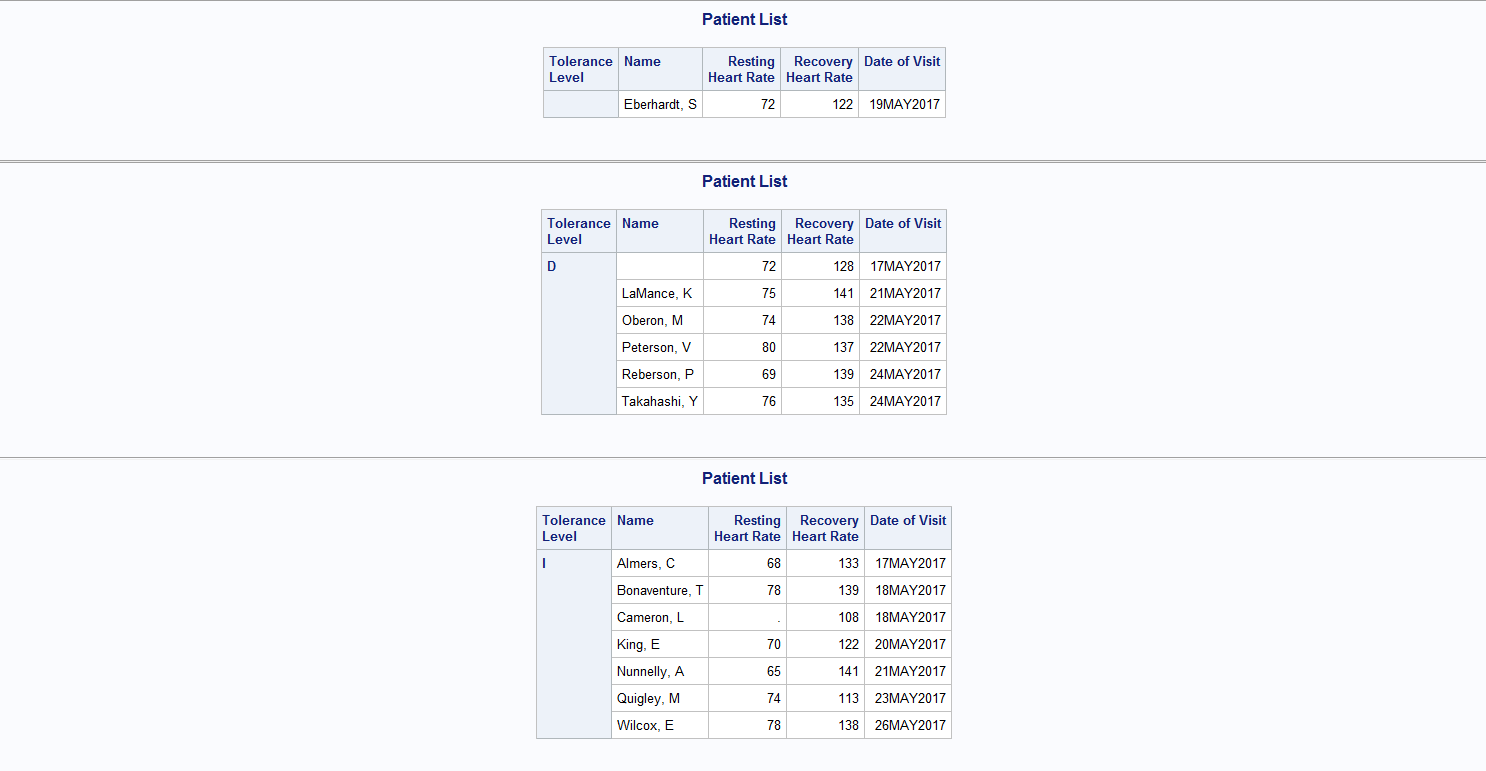 Patient List
Tolerance Level Name Resting Heart Rate Recovery Heart Rate Date of Visit
Eberhardt, S 72 122 19MAY2017
Patient List
Tolerance Level Name Resting Heart Rate Recovery Heart Rate Date of Visit
D 72 128 17MAY2017
LaMance, K 75 141 21MAY2017
Oberon, M 74 138 22MAY2017
Peterson, V 80 137 22MAY2017
Reberson, P 69 139 24MAY2017
Takahashi, Y 76 135 24MAY2017
Patient List
Tolerance Level Name Resting Heart Rate Recovery Heart Rate Date of Visit
I Almers, C 68 133 17MAY2017
Bonaventure, T 78 139 18MAY2017
Cameron, L . 108 18MAY2017
King, E 70 122 20MAY2017
Nunnelly, A 65 141 21MAY2017
Quigley, M 74 113 23MAY2017
Wilcox, E 78 138 26MAY2017